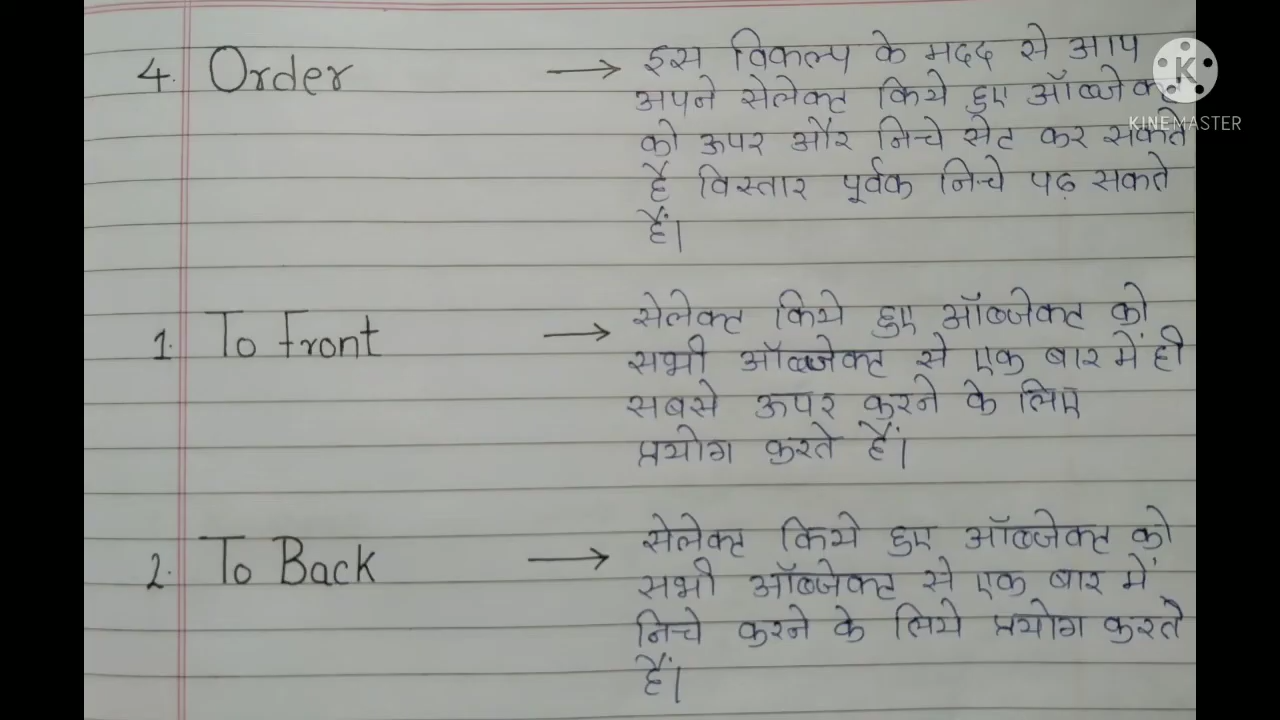 4. Order → इस विकल्प के मदद से आप
अपने सेलेक्ट किये हुए ऑब्जेक्ट
को ऊपर और निचे सेट कर सकते
है विस्तार पूर्वक निचे पढ़ सकते
हैं।
1. To Front → सेलेक्ट किये हुए ऑब्जेक्ट को
सभी ऑब्जेक्ट से एक बार में ही
सबसे ऊपर करने के लिए
प्रयोग करते हैं।
2. To Back → सेलेक्ट किये हुए ऑब्जेक्ट को
सभी ऑब्जेक्ट से एक बार में
निचे करने के लिये प्रयोग करते
हैं।
K
KINEMASTER